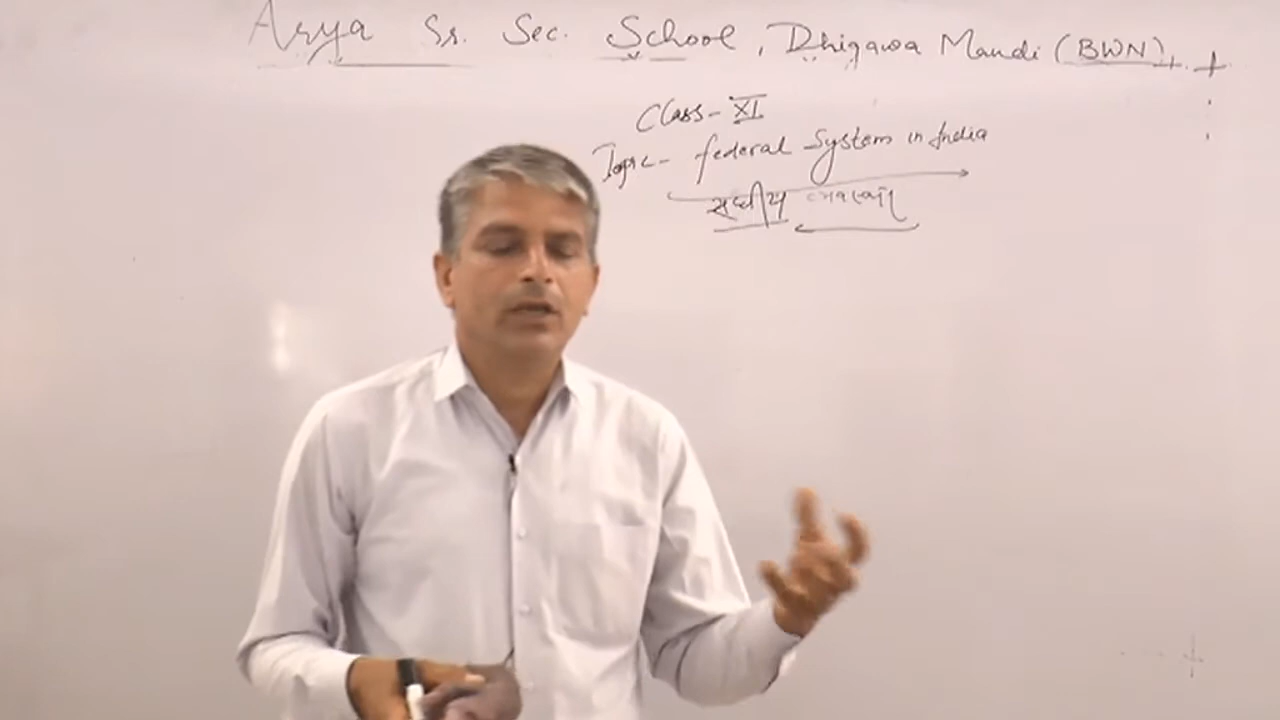 Arya Sr. Sec. School, Dhigawa Mandi (BWN)
Class - XI
Topic - federal System in India
संघीय